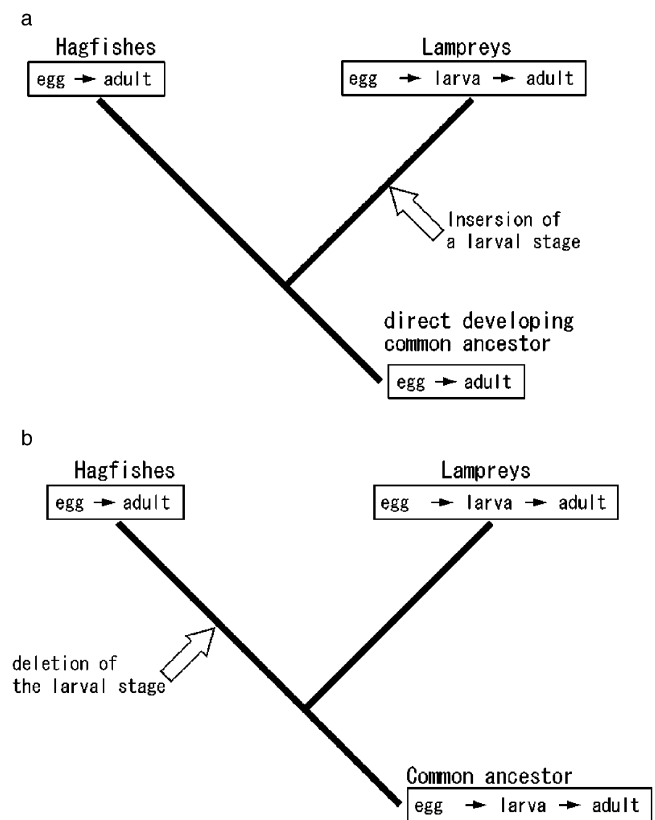 a
Hagfishes
egg → adult
Lampreys
egg → larva → adult
Insersion of
a larval stage
direct developing
common ancestor
egg → adult
b
Hagfishes
egg → adult
Lampreys
egg → larva → adult
deletion of
the larval stage
Common ancestor
egg → larva → adult